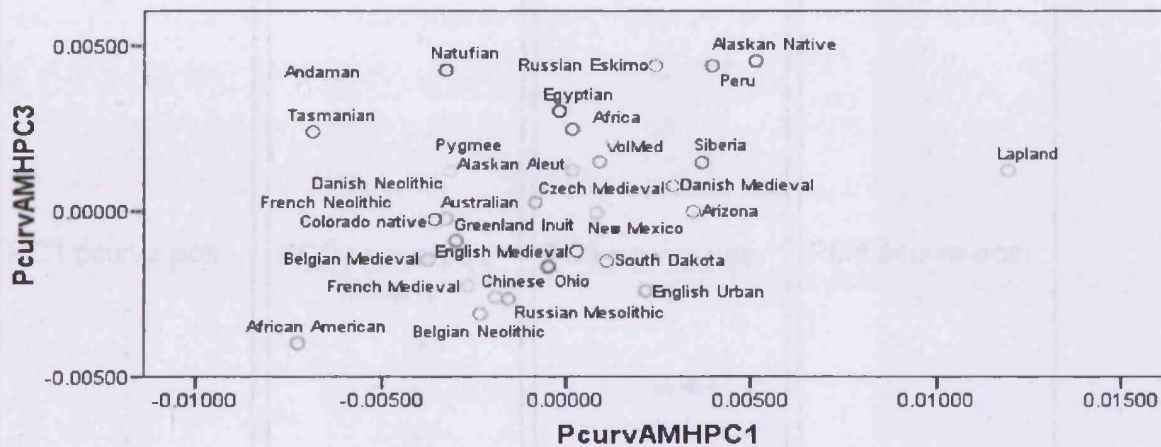 0.00500
Alaskan Native
Natufian
Russian Eskimo
Andaman
Peru
Egyptian
Tasmanian
Africa
Pygmee
VolMed
Siberia
Alaskan Aleut
Lapland
Danish Neolithic
Czech Medieval
Danish Medieval
French Neolithic
Australian
0.00000
Colorado native
Arizona
Greenland Inuit
New Mexico
English Medieval
Belgian Medieval
South Dakota
French Medieval
Chinese
Ohio
English Urban
Russian Mesolithic
African American
Belgian Neolithic
-0.00500
PcurvAMHPC3
-0.01000
-0.00500
0.00000
0.00500
0.01000
0.01500
PcurvAMHPC1